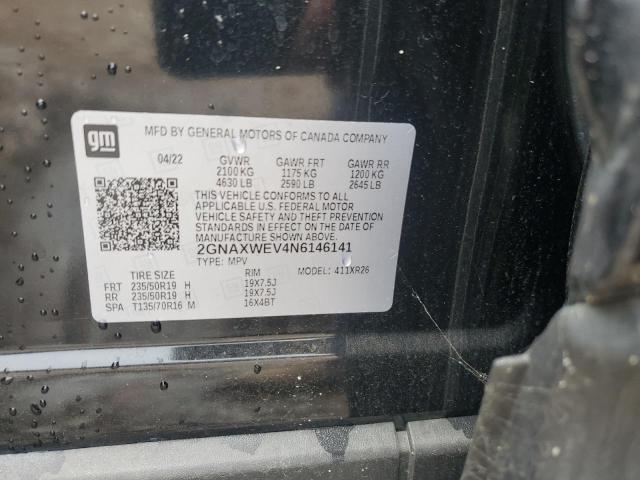 gm
MFD BY GENERAL MOTORS OF CANADA COMPANY
04/22 GVWR GAWR FRT GAWR RR
2100 KG 1175 KG 1200 KG
4630 LB 2590 LB 2645 LB
THIS VEHICLE CONFORMS TO ALL
APPLICABLE U.S. FEDERAL MOTOR
VEHICLE SAFETY AND THEFT PREVENTION
STANDARDS IN EFFECT ON THE DATE OF
MANUFACTURE SHOWN ABOVE.
2GNAXWEV4N6146141
TYPE: MPV MODEL: 411XR26
TIRE SIZE RIM
FRT 235/50R19 H 19X7.5J
RR 235/50R19 H 19X7.5J
SPA T135/70R16 M 16X4BT